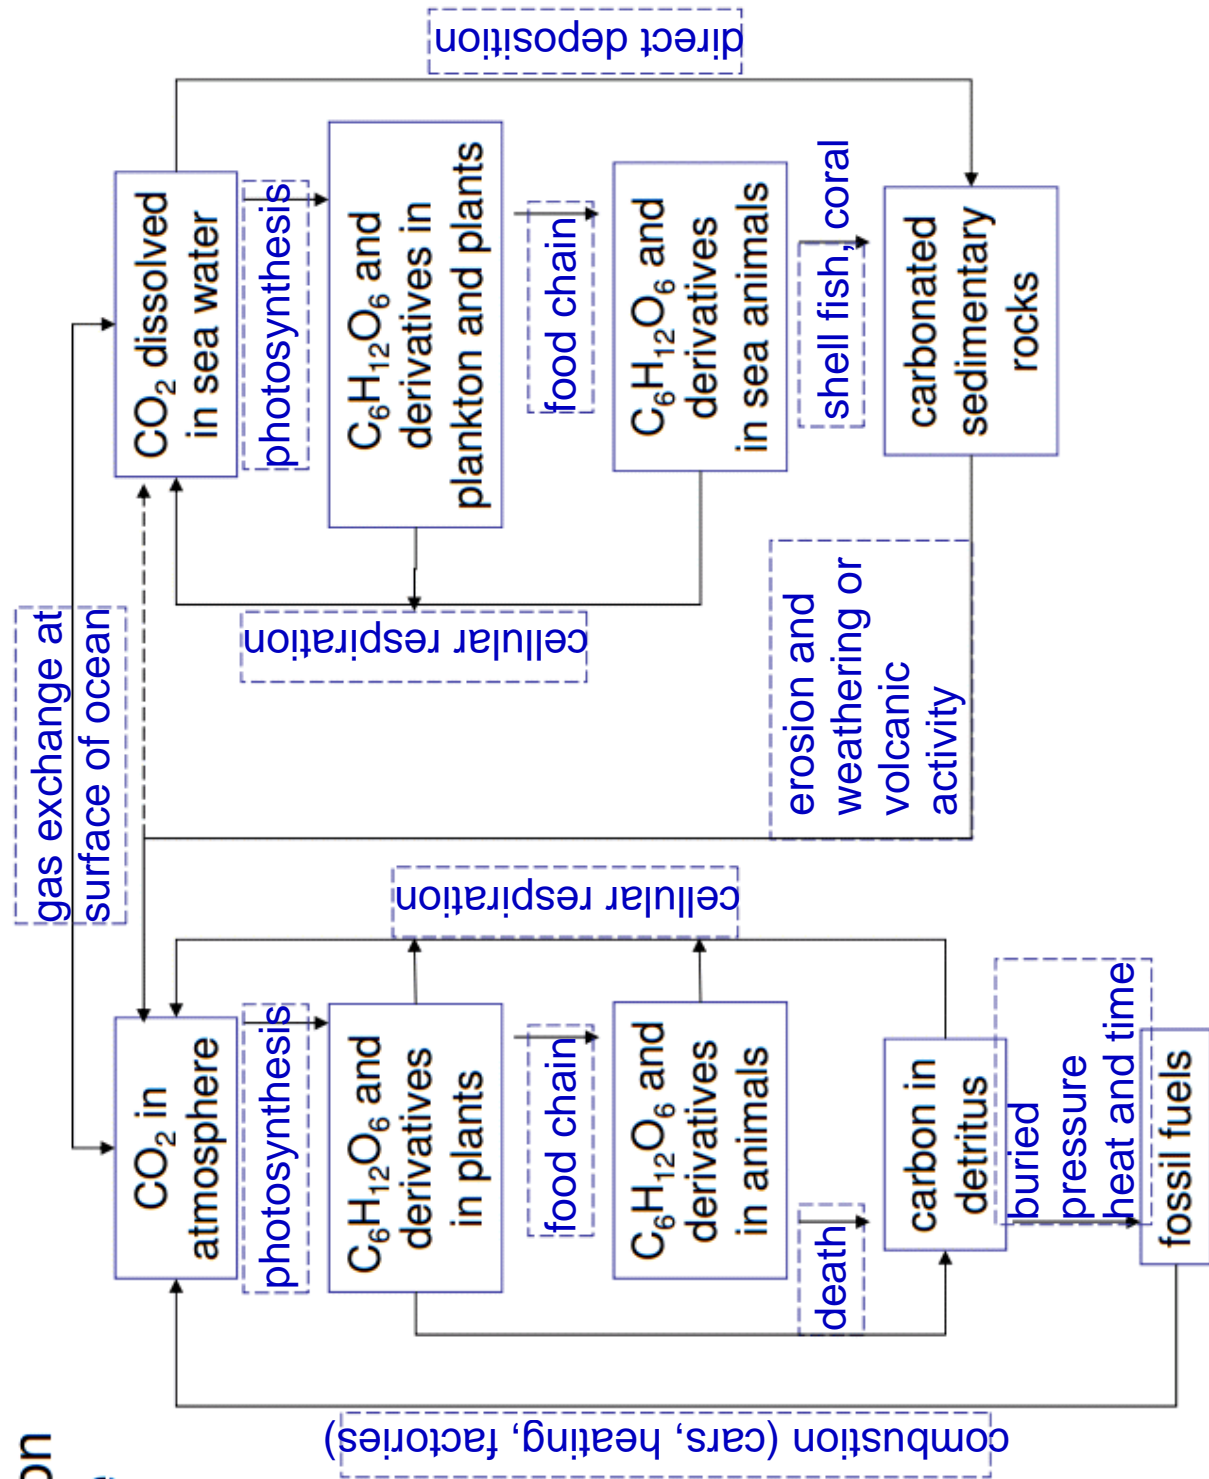 gas exchange at
surface of ocean
CO₂ in
atmosphere
CO₂ dissolved
in sea water
photosynthesis
photosynthesis
C₆H₁₂O₆ and
derivatives
in plants
C₆H₁₂O₆ and
derivatives in
plankton and plants
cellular respiration
cellular respiration
direct deposition
food chain
food chain
C₆H₁₂O₆ and
derivatives
in animals
C₆H₁₂O₆ and
derivatives
in sea animals
death
erosion and
weathering or
volcanic
activity
shell fish, coral
carbon in
detritus
carbonated
sedimentary
rocks
buried
pressure
heat and time
fossil fuels
combustion (cars, heating, factories)